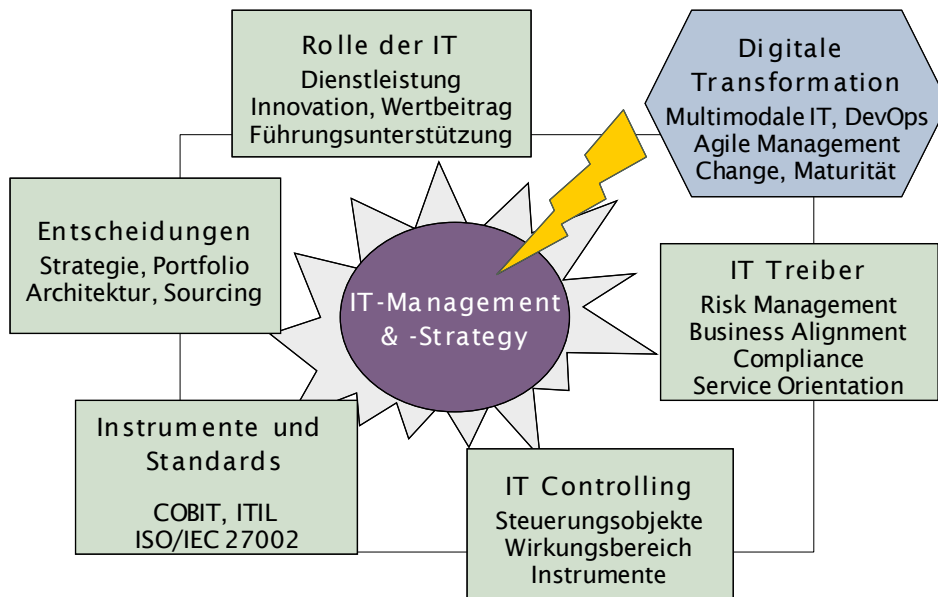 Rolle der IT
Dienstleistung
Innovation, Wertbeitrag
Führungsunterstützung
Digitale
Transformation
Multimodale IT, DevOps
Agile Management
Change, Maturität
Entscheidungen
Strategie, Portfolio
Architektur, Sourcing
IT-Management
& -Strategy
IT Treiber
Risk Management
Business Alignment
Compliance
Service Orientation
Instrumente und
Standards
COBIT, ITIL
ISO/IEC 27002
IT Controlling
Steuerungsobjekte
Wirkungsbereich
Instrumente